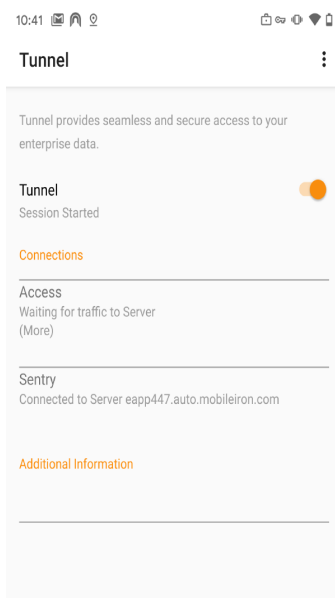 10:41
Tunnel
Tunnel provides seamless and secure access to your
enterprise data.
Tunnel
Session Started
Connections
Access
Waiting for traffic to Server
(More)
Sentry
Connected to Server eapp447.auto.mobileiron.com
Additional Information